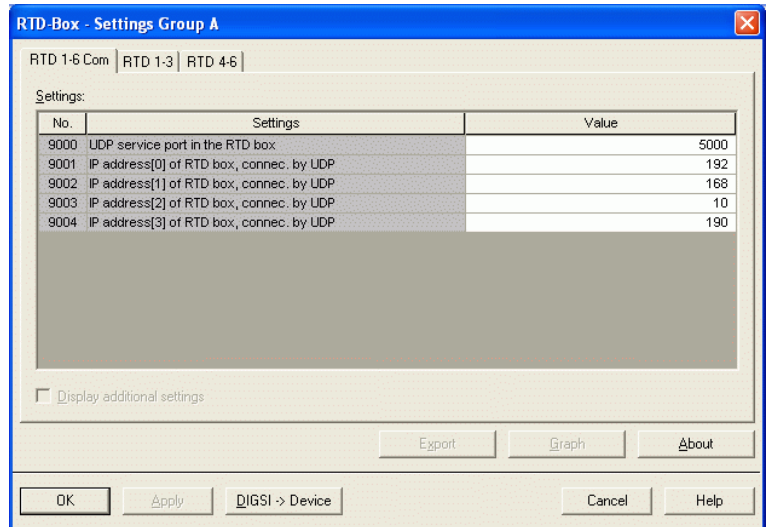 RTD-Box - Settings Group A
RTD 1-6 Com RTD 1-3 RTD 4-6
Settings:
No. Settings Value
9000 UDP service port in the RTD box 5000
9001 IP address[0] of RTD box, connec. by UDP 192
9002 IP address[1] of RTD box, connec. by UDP 168
9003 IP address[2] of RTD box, connec. by UDP 10
9004 IP address[3] of RTD box, connec. by UDP 190
Display additional settings
Export Graph About
OK Apply DIGSI -> Device Cancel Help